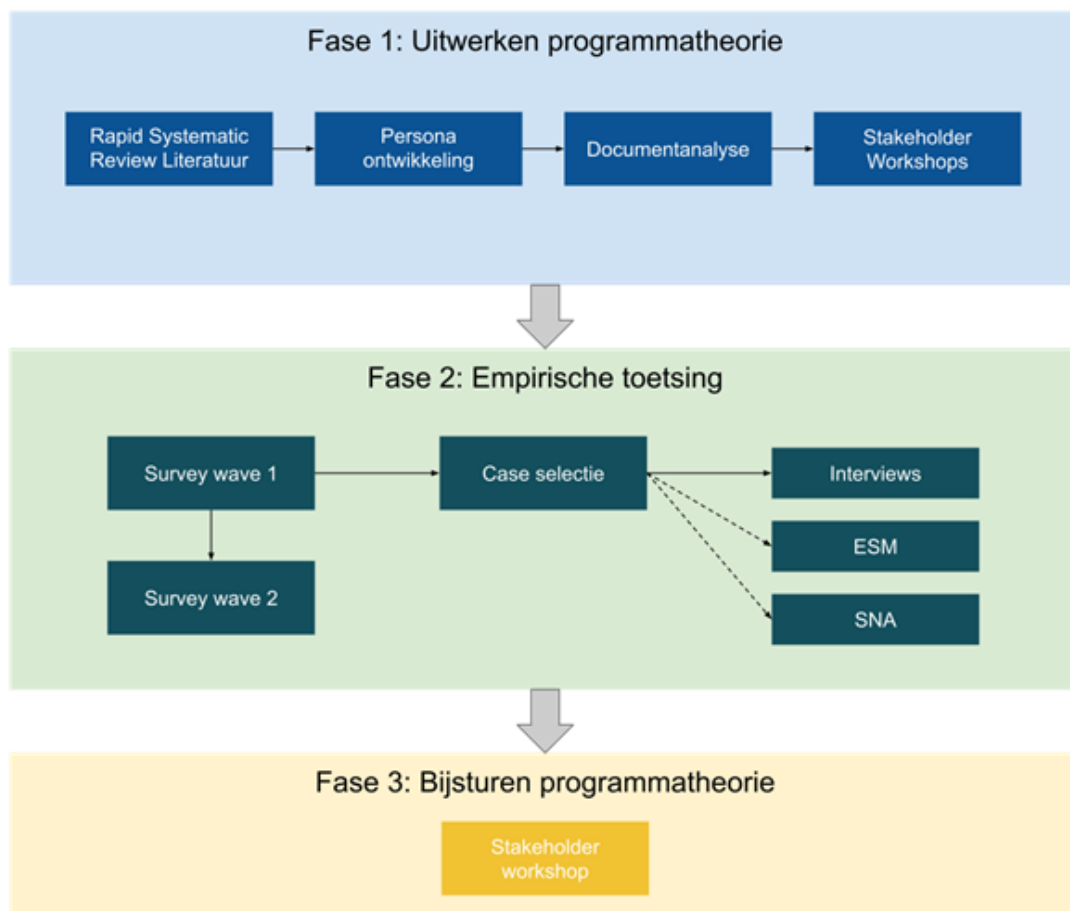 Fase 1: Uitwerken programmatheorie
Rapid Systematic
Review Literatuur
Persona
ontwikkeling
Documentanalyse
Stakeholder
Workshops
Fase 2: Empirische toetsing
Survey wave 1
Case selectie
Interviews
ESM
Survey wave 2
SNA
Fase 3: Bijsturen programmatheorie
Stakeholder
workshop